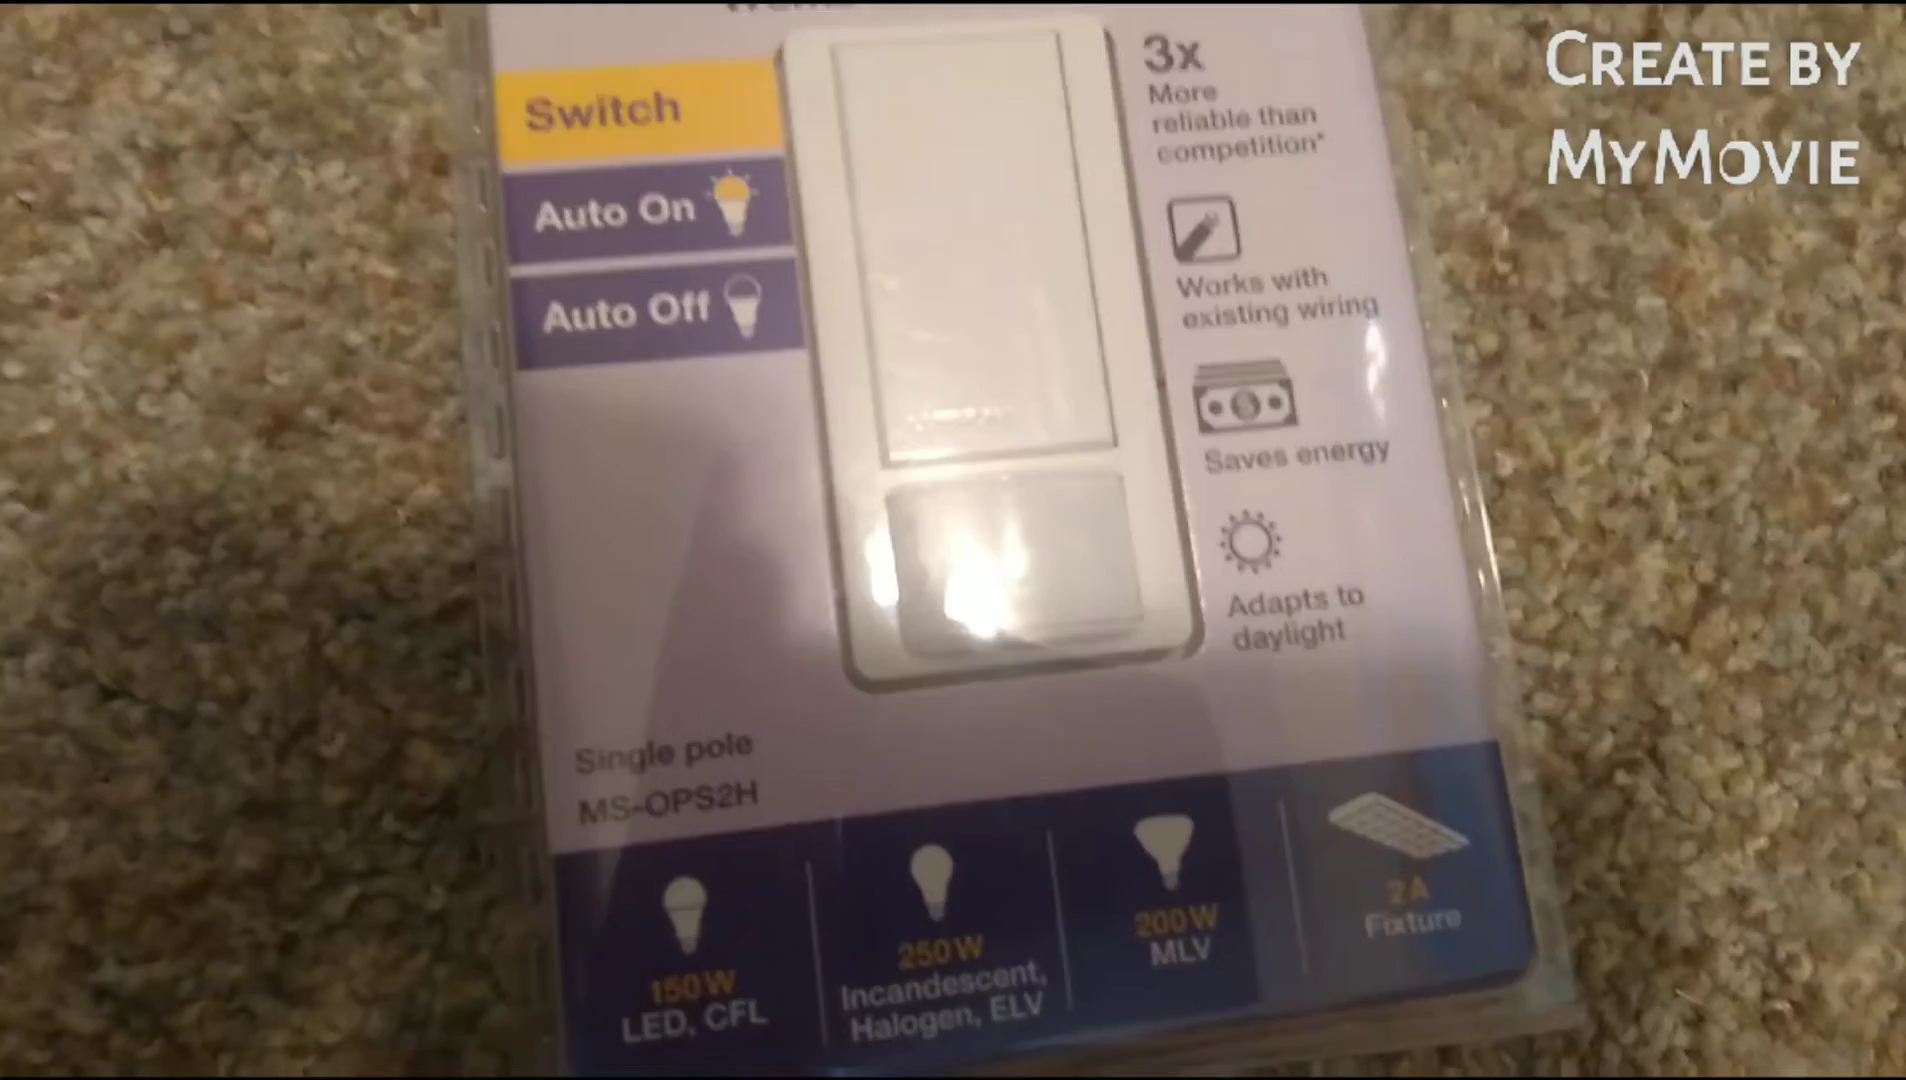 Switch
Auto On
Auto Off
3x
More
reliable than
competition*
Works with
existing wiring
Saves energy
Adapts to
daylight
Single pole
MS-OPS2H
150W
LED, CFL
250W
Incandescent,
Halogen, ELV
200W
MLV
2A
Fixture
CREATE BY
MYMOVIE